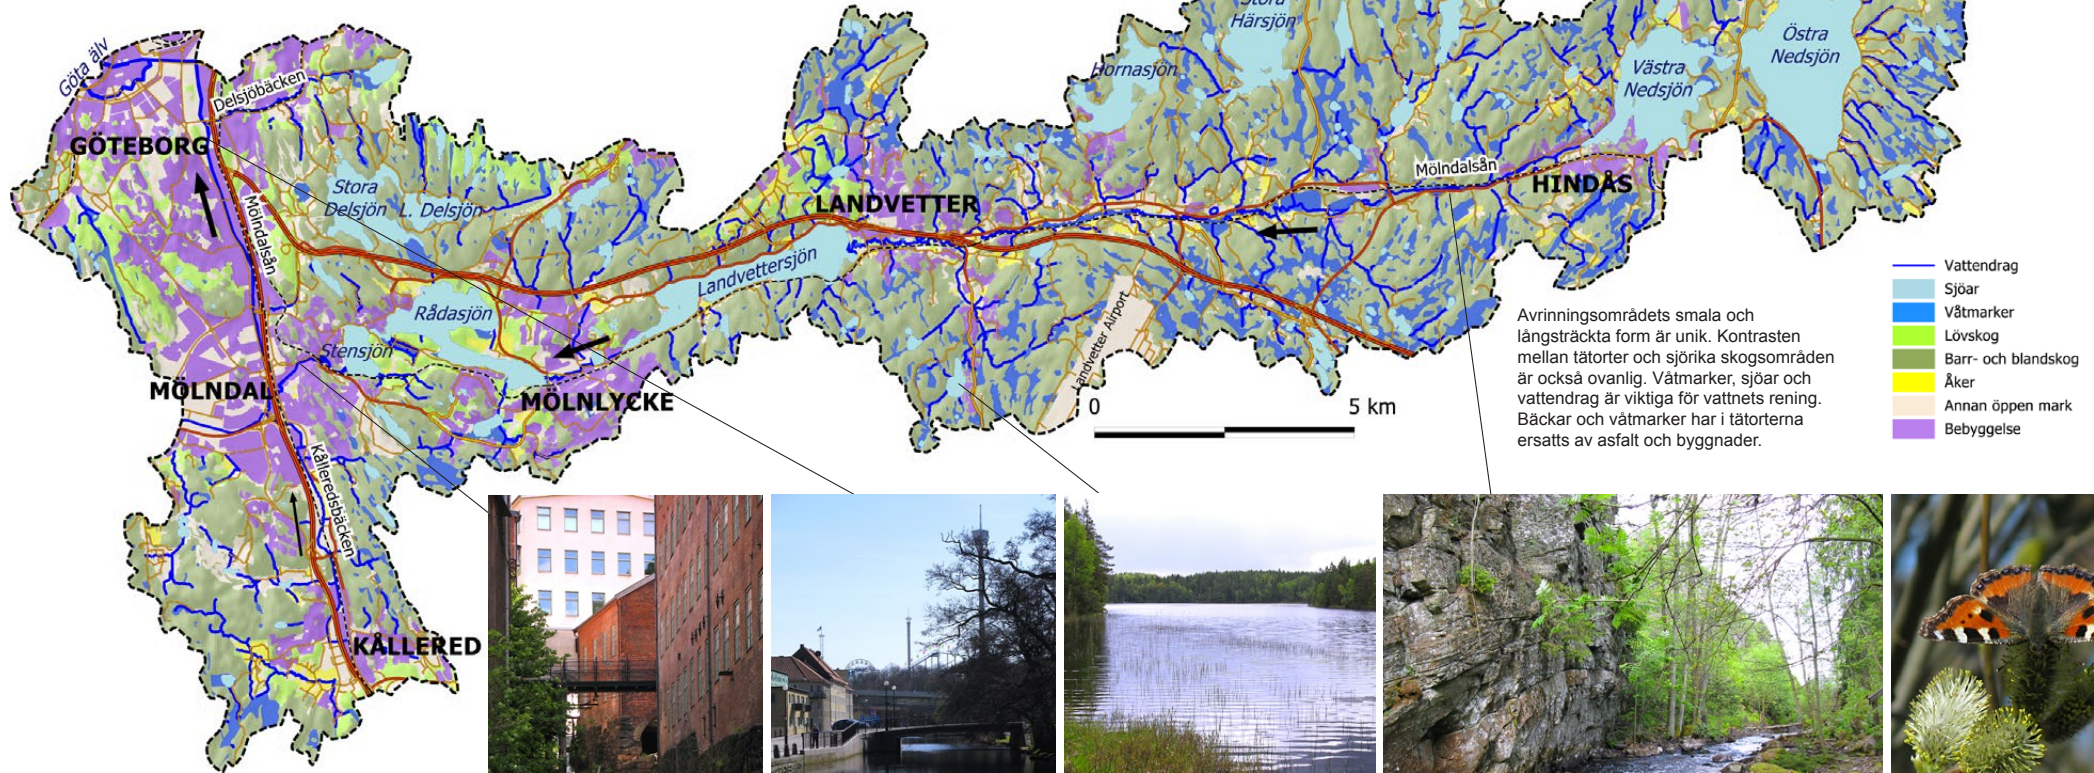 Stora
Härsjön
Östra
Nedsjön
Göta älv
Hornasjön
Västra
Nedsjön
Delsjöbäcken
GÖTEBORG
Mölndalsån
HINDÅS
Stora
Delsjön
L. Delsjön
LANDVETTER
Mölndalsån
Landvettersjön
Rådasjön
Stensjön
Landvetter Airport
MÖLNDAL
MÖLNLYCKE
0
5 km
Kålleredsbäcken
KÅLLERED
Avrinningsområdets smala och
långsträckta form är unik. Kontrasten
mellan tätorter och sjörika skogsområden
är också ovanlig. Våtmarker, sjöar och
vattendrag är viktiga för vattnets rening.
Bäckar och våtmarker har i tätorterna
ersatts av asfalt och byggnader.
Vattendrag
Sjöar
Våtmarker
Lövskog
Barr- och blandskog
Åker
Annan öppen mark
Bebyggelse